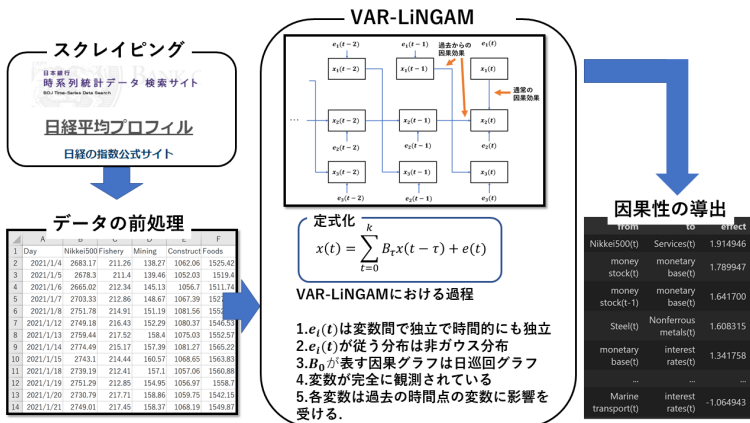 VAR-LiNGAM
スクレイピング
日本銀行
時系列統計データ 検索サイト
BOJ Time-Series Data Search
日経平均プロフィル
日経の指数公式サイト
過去からの
因果効果
e₁(t−2) e₁(t−1) e₁(t)
x₁(t−2) x₁(t−1) x₁(t)
通常の
因果効果
… x₂(t−2) x₂(t−1) x₂(t)
e₂(t−2) e₂(t−1) e₂(t)
x₃(t−2) x₃(t−1) x₃(t)
e₃(t−2) e₃(t−1) e₃(t)
データの前処理
A B C D E F
1 Day Nikkei500 Fishery Mining Construct Foods
2 2021/1/4 2683.17 211.26 138.27 1062.06 1525.42
3 2021/1/5 2678.3 211.4 139.46 1052.03 1519.4
4 2021/1/6 2665.02 212.34 145.13 1056.7 1511.74
5 2021/1/7 2703.33 212.86 148.67 1067.39
6 2021/1/8 2751.78 214.91 151.19 1081.56
7 2021/1/12 2749.18 216.43 152.29 1080.37 1546.53
8 2021/1/13 2759.44 217.52 158.4 1075.03 1552.57
9 2021/1/14 2774.49 215.17 157.39 1081.27 1565.22
10 2021/1/15 2743.1 214.44 160.57 1068.65 1563.83
11 2021/1/18 2739.19 212.41 157.1 1057.06 1560.88
12 2021/1/19 2751.29 212.85 154.95 1056.97 1558.7
13 2021/1/20 2730.79 217.71 158.86 1059.75 1542.15
14 2021/1/21 2749.01 217.45 158.37 1068.19 1549.87
定式化
x(t) = ∑ₜ₌₀ᵏ Bτx(t − τ) + e(t)
VAR-LiNGAMにおける過程
1.eᵢ(t)は変数間で独立で時間的にも独立
2.eᵢ(t)が従う分布は非ガウス分布
3.B₀が表す因果グラフは日巡回グラフ
4.変数が完全に観測されている
5.各変数は過去の時間点の変数に影響を
受ける.
因果性の導出
from to effect
Nikkei500(t) Services(t) 1.914946
money stock(t) monetary base(t) 1.789947
money stock(t-1) monetary base(t) 1.641700
Steel(t) Nonferrous metals(t) 1.608315
monetary base(t) interest rates(t) 1.341758
... ... ...
Marine transport(t) interest rates(t) -1.064943